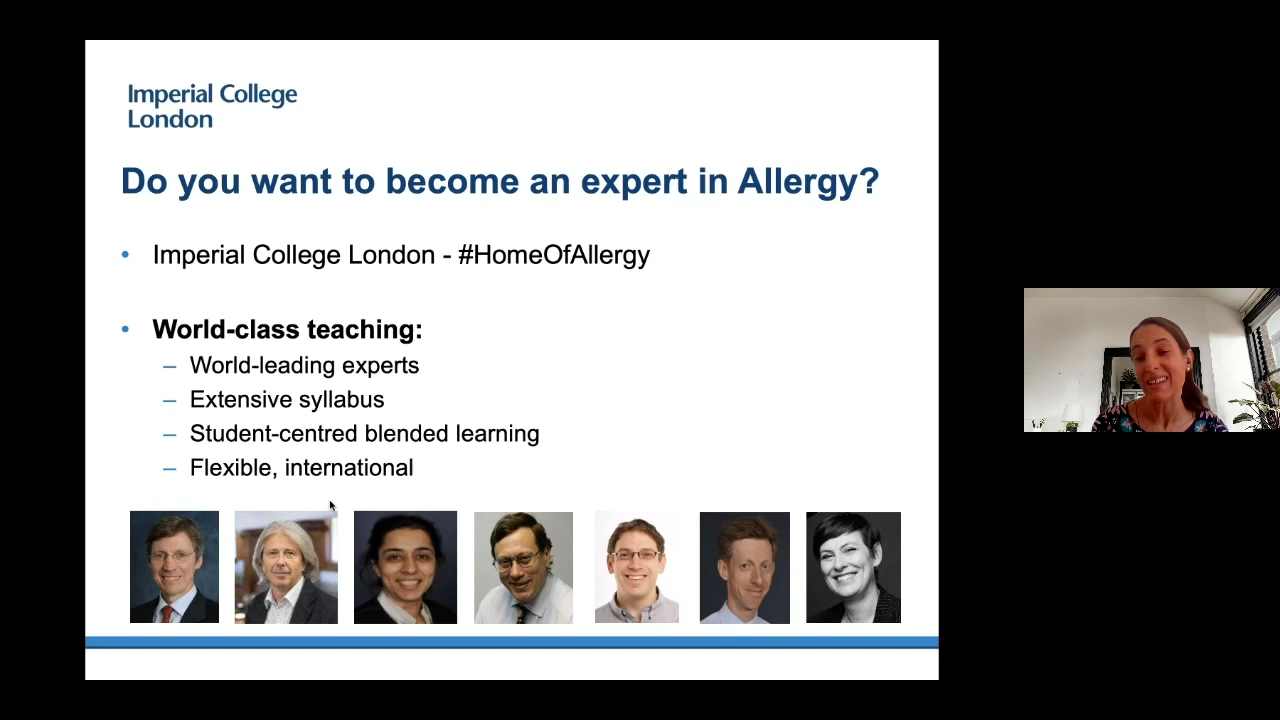 Imperial College
London
Do you want to become an expert in Allergy?
• Imperial College London - #HomeOfAllergy
• World-class teaching:
– World-leading experts
– Extensive syllabus
– Student-centred blended learning
– Flexible, international